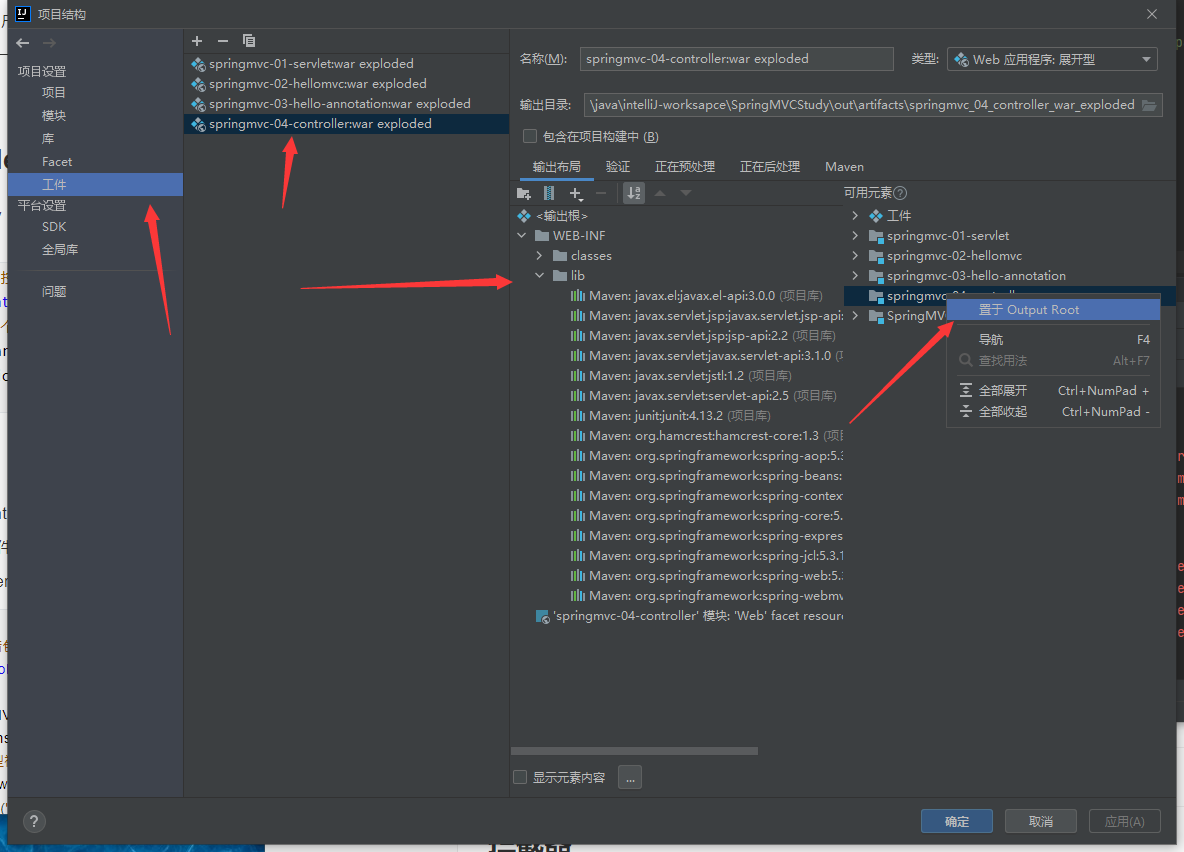 项目结构
项目设置
项目
模块
库
Facet
工件
平台设置
SDK
全局库
问题
springmvc-01-servlet:war exploded
springmvc-02-hellomvc:war exploded
springmvc-03-hello-annotation:war exploded
springmvc-04-controller:war exploded
名称(M): springmvc-04-controller:war exploded 类型: Web 应用程序: 展开型
输出目录: \java\intelliJ-worksapce\SpringMVCStudy\out\artifacts\springmvc_04_controller_war_exploded
包含在项目构建中 (B)
输出布局 验证 正在预处理 正在后处理 Maven
<输出根>
WEB-INF
classes
lib
Maven: javax.el:javax.el-api:3.0.0 (项目库)
Maven: javax.servlet.jsp:javax.servlet.jsp-api:
Maven: javax.servlet.jsp:jsp-api:2.2 (项目库)
Maven: javax.servlet:javax.servlet-api:3.1.0 (
Maven: javax.servlet:jstl:1.2 (项目库)
Maven: javax.servlet:servlet-api:2.5 (项目库)
Maven: junit:junit:4.13.2 (项目库)
Maven: org.hamcrest:hamcrest-core:1.3 (项目
Maven: org.springframework:spring-aop:5.3
Maven: org.springframework:spring-beans:
Maven: org.springframework:spring-contex
Maven: org.springframework:spring-core:5.
Maven: org.springframework:spring-expres
Maven: org.springframework:spring-jcl:5.3.1
Maven: org.springframework:spring-web:5.3
Maven: org.springframework:spring-webmv
'springmvc-04-controller' 模块: 'Web' facet resour
可用元素
工件
springmvc-01-servlet
springmvc-02-hellomvc
springmvc-03-hello-annotation
springmvc
SpringMV
置于 Output Root
导航 F4
查找用法 Alt+F7
全部展开 Ctrl+NumPad +
全部收起 Ctrl+NumPad -
显示元素内容 ...
? 确定 取消 应用(A)